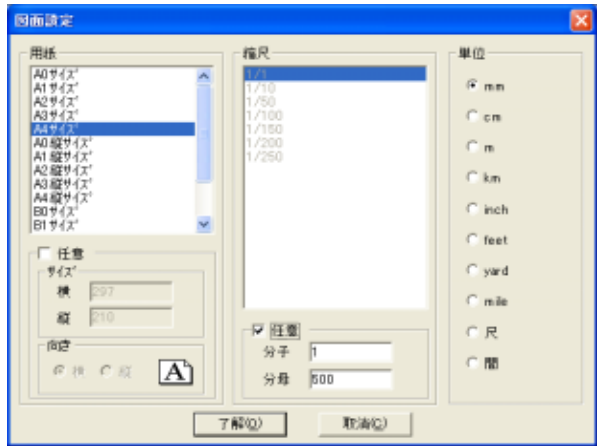 図面設定
用紙
A0サイズ
A1サイズ
A2サイズ
A3サイズ
A4サイズ
A0縦サイズ
A1縦サイズ
A2縦サイズ
A3縦サイズ
A4縦サイズ
B0サイズ
B1サイズ
任意
サイズ
横 297
縦 210
向き
横 縦
A
縮尺
1/1
1/10
1/50
1/100
1/150
1/200
1/250
任意
分子 1
分母 500
単位
mm
cm
m
km
inch
feet
yard
mile
尺
間
了解(O) 取消(C)